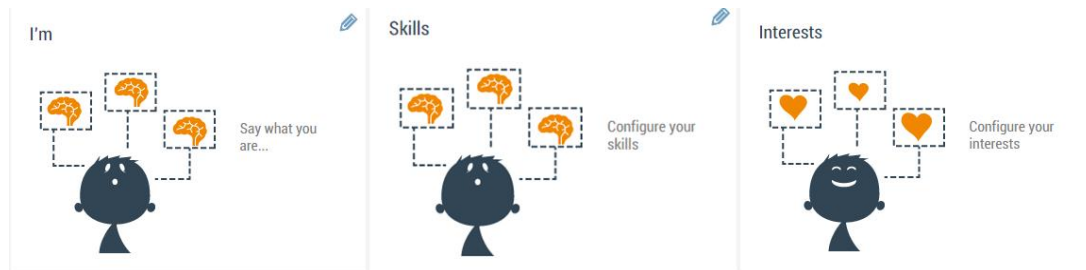 I'm
Say what you
are...
Skills
Configure your
skills
Interests
Configure your
interests